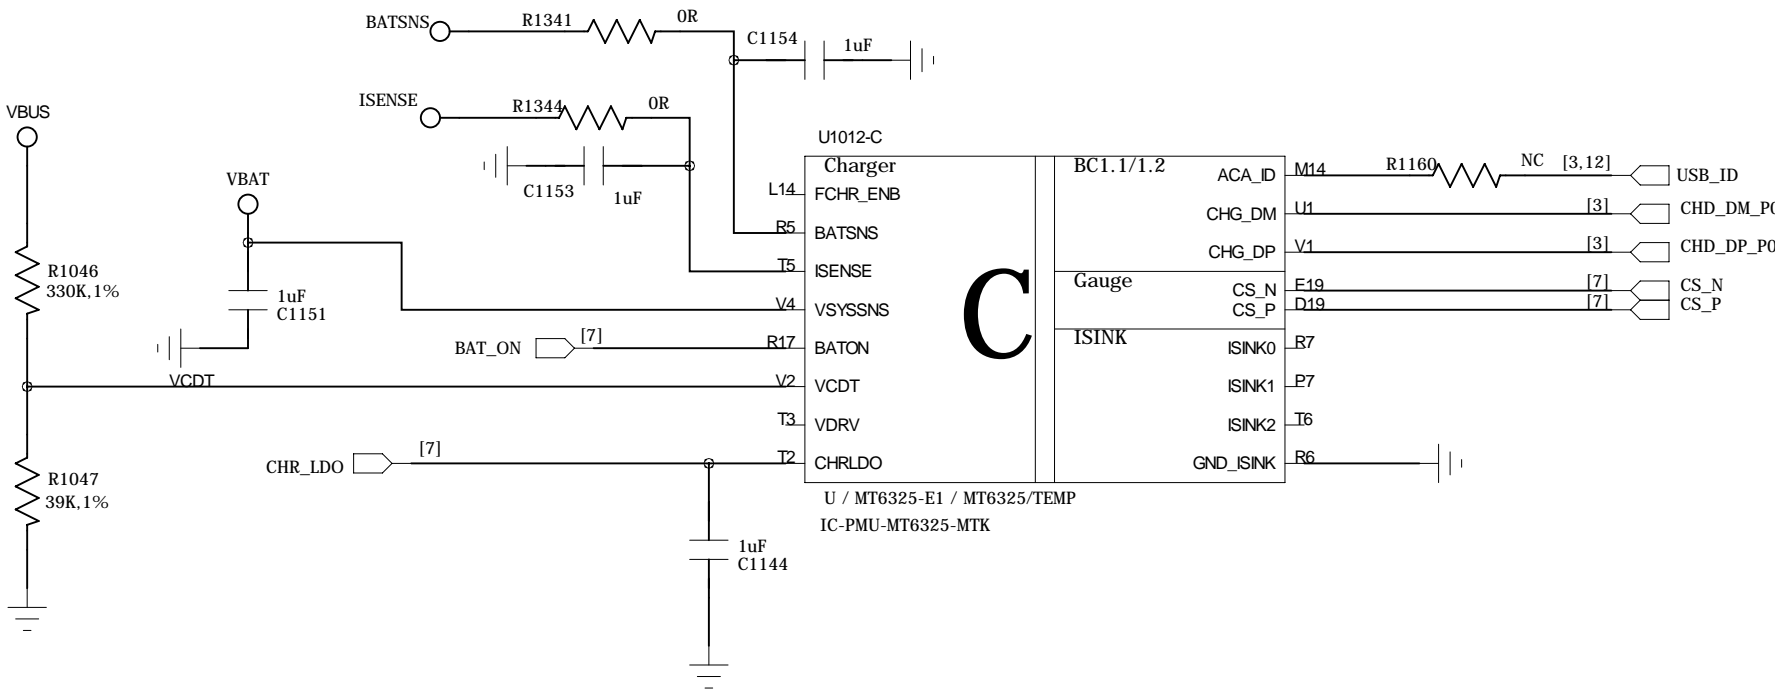 BATSNS
R1341
0R
C1154
1uF
VBUS
ISENSE
R1344
0R
U1012-C
C1153
1uF
Charger
BC1.1/1.2
L14
FCHR_ENB
ACA_ID
M14
R1160
NC
[3,12]
USB_ID
VBAT
R5
BATSNS
CHG_DM
U1
[3]
CHD_DM_P0
T5
ISENSE
CHG_DP
V1
[3]
CHD_DP_P0
R1046
330K,1%
1uF
C1151
V4
VSYSSNS
C
Gauge
CS_N
E19
[7]
CS_N
CS_P
D19
[7]
CS_P
BAT_ON
[7]
R17
BATON
ISINK
ISINK0
R7
VCDT
V2
VCDT
ISINK1
P7
T3
VDRV
ISINK2
T6
CHR_LDO
[7]
T2
CHRLDO
GND_ISINK
R6
R1047
39K,1%
U / MT6325-E1 / MT6325/TEMP
IC-PMU-MT6325-MTK
1uF
C1144